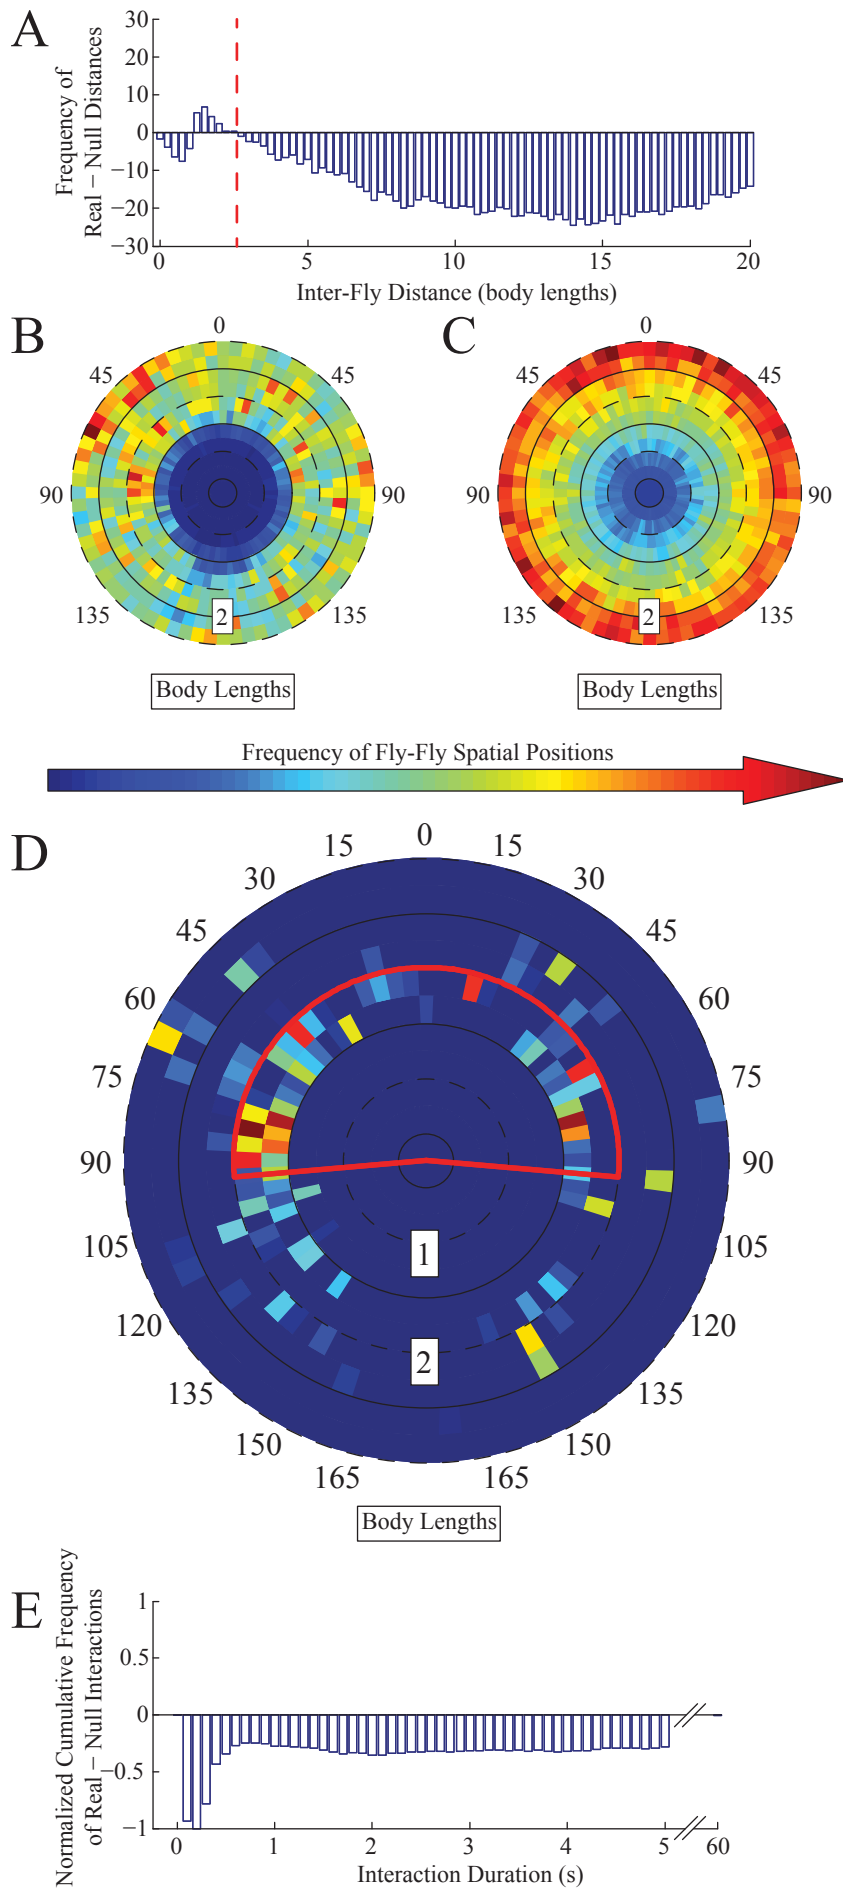 A
Frequency of
Real − Null Distances
30
20
10
0
−10
−20
−30
0 5 10 15 20
Inter-Fly Distance (body lengths)
B
0
45 45
90 90
135 135
2
Body Lengths
C
0
45 45
90 90
135 135
2
Body Lengths
Frequency of Fly-Fly Spatial Positions
D
0
15 15
30 30
45 45
60 60
75 75
90 90
105 105
120 120
135 135
150 150
165 165
1
2
Body Lengths
E
Normalized Cumulative Frequency
of Real − Null Interactions
1
0.5
0
−0.5
−1
0 1 2 3 4 5 60
Interaction Duration (s)